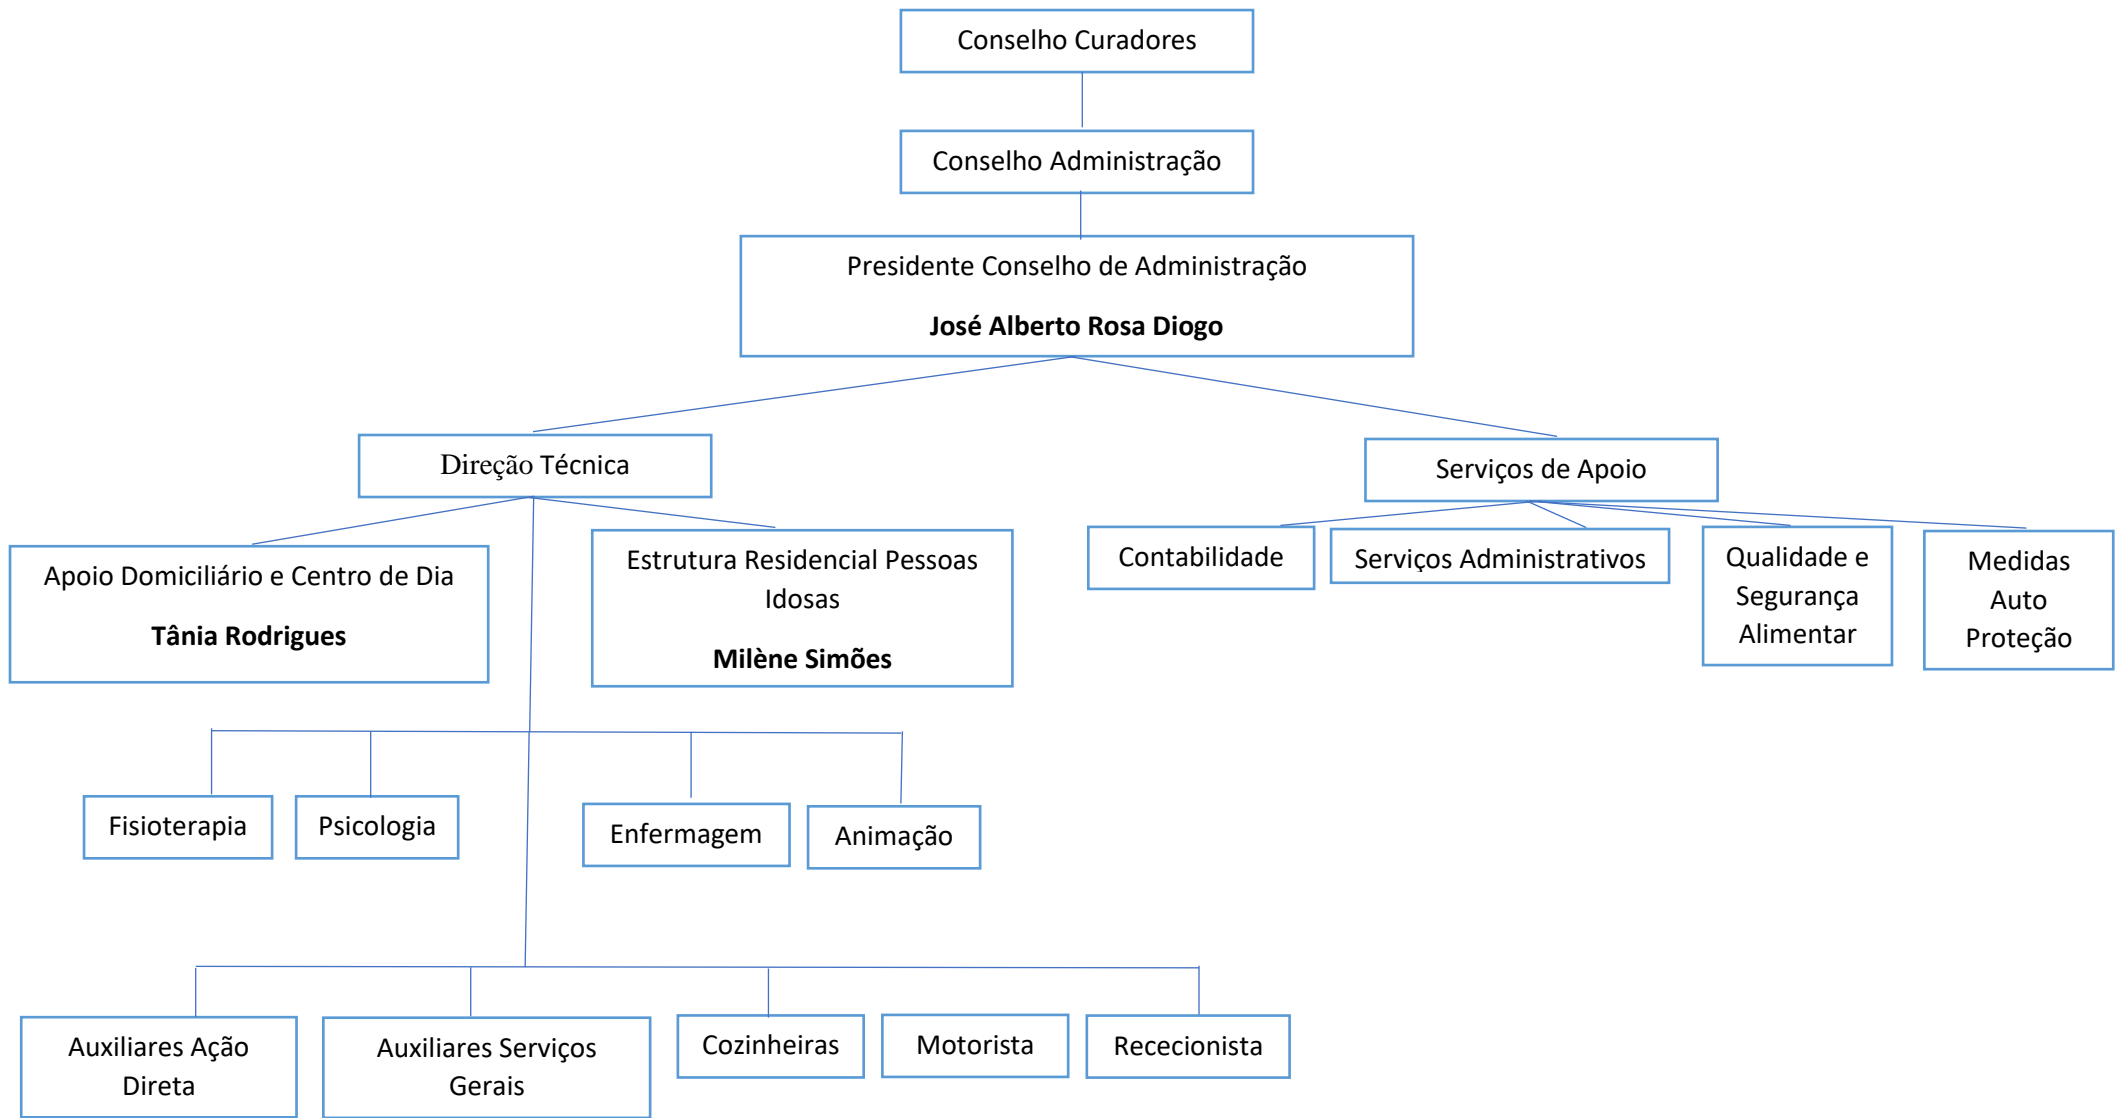 Conselho Curadores
Conselho Administração
Presidente Conselho de Administração
José Alberto Rosa Diogo
Direção Técnica
Serviços de Apoio
Apoio Domiciliário e Centro de Dia
Tânia Rodrigues
Estrutura Residencial Pessoas
Idosas
Milène Simões
Contabilidade
Serviços Administrativos
Qualidade e
Segurança
Alimentar
Medidas
Auto
Proteção
Fisioterapia
Psicologia
Enfermagem
Animação
Auxiliares Ação
Direta
Auxiliares Serviços
Gerais
Cozinheiras
Motorista
Rececionista